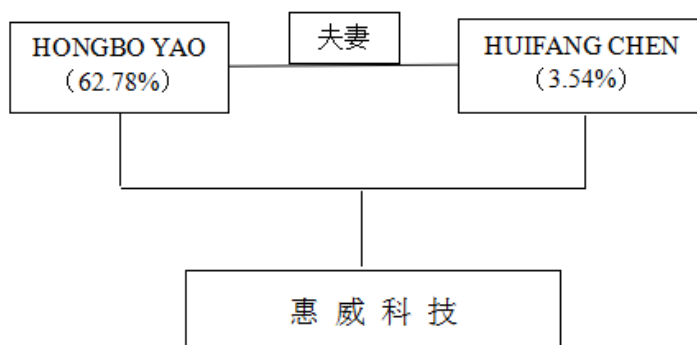 夫妻
HONGBO YAO
（62.78%）
HUIFANG CHEN
（3.54%）
惠 威 科 技